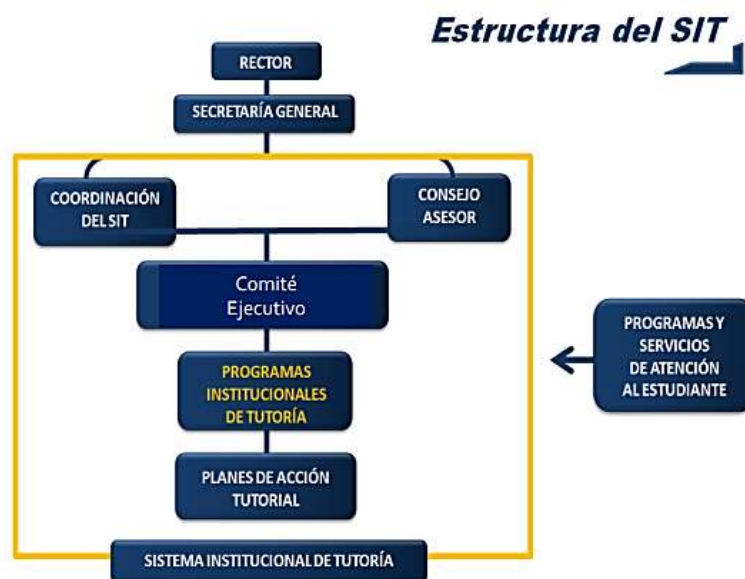 Estructura del SIT
RECTOR
SECRETARÍA GENERAL
COORDINACIÓN
DEL SIT
CONSEJO
ASESOR
Comité
Ejecutivo
PROGRAMAS
INSTITUCIONALES
DE TUTORÍA
PLANES DE ACCIÓN
TUTORIAL
SISTEMA INSTITUCIONAL DE TUTORÍA
PROGRAMAS Y
SERVICIOS
DE ATENCIÓN
AL ESTUDIANTE